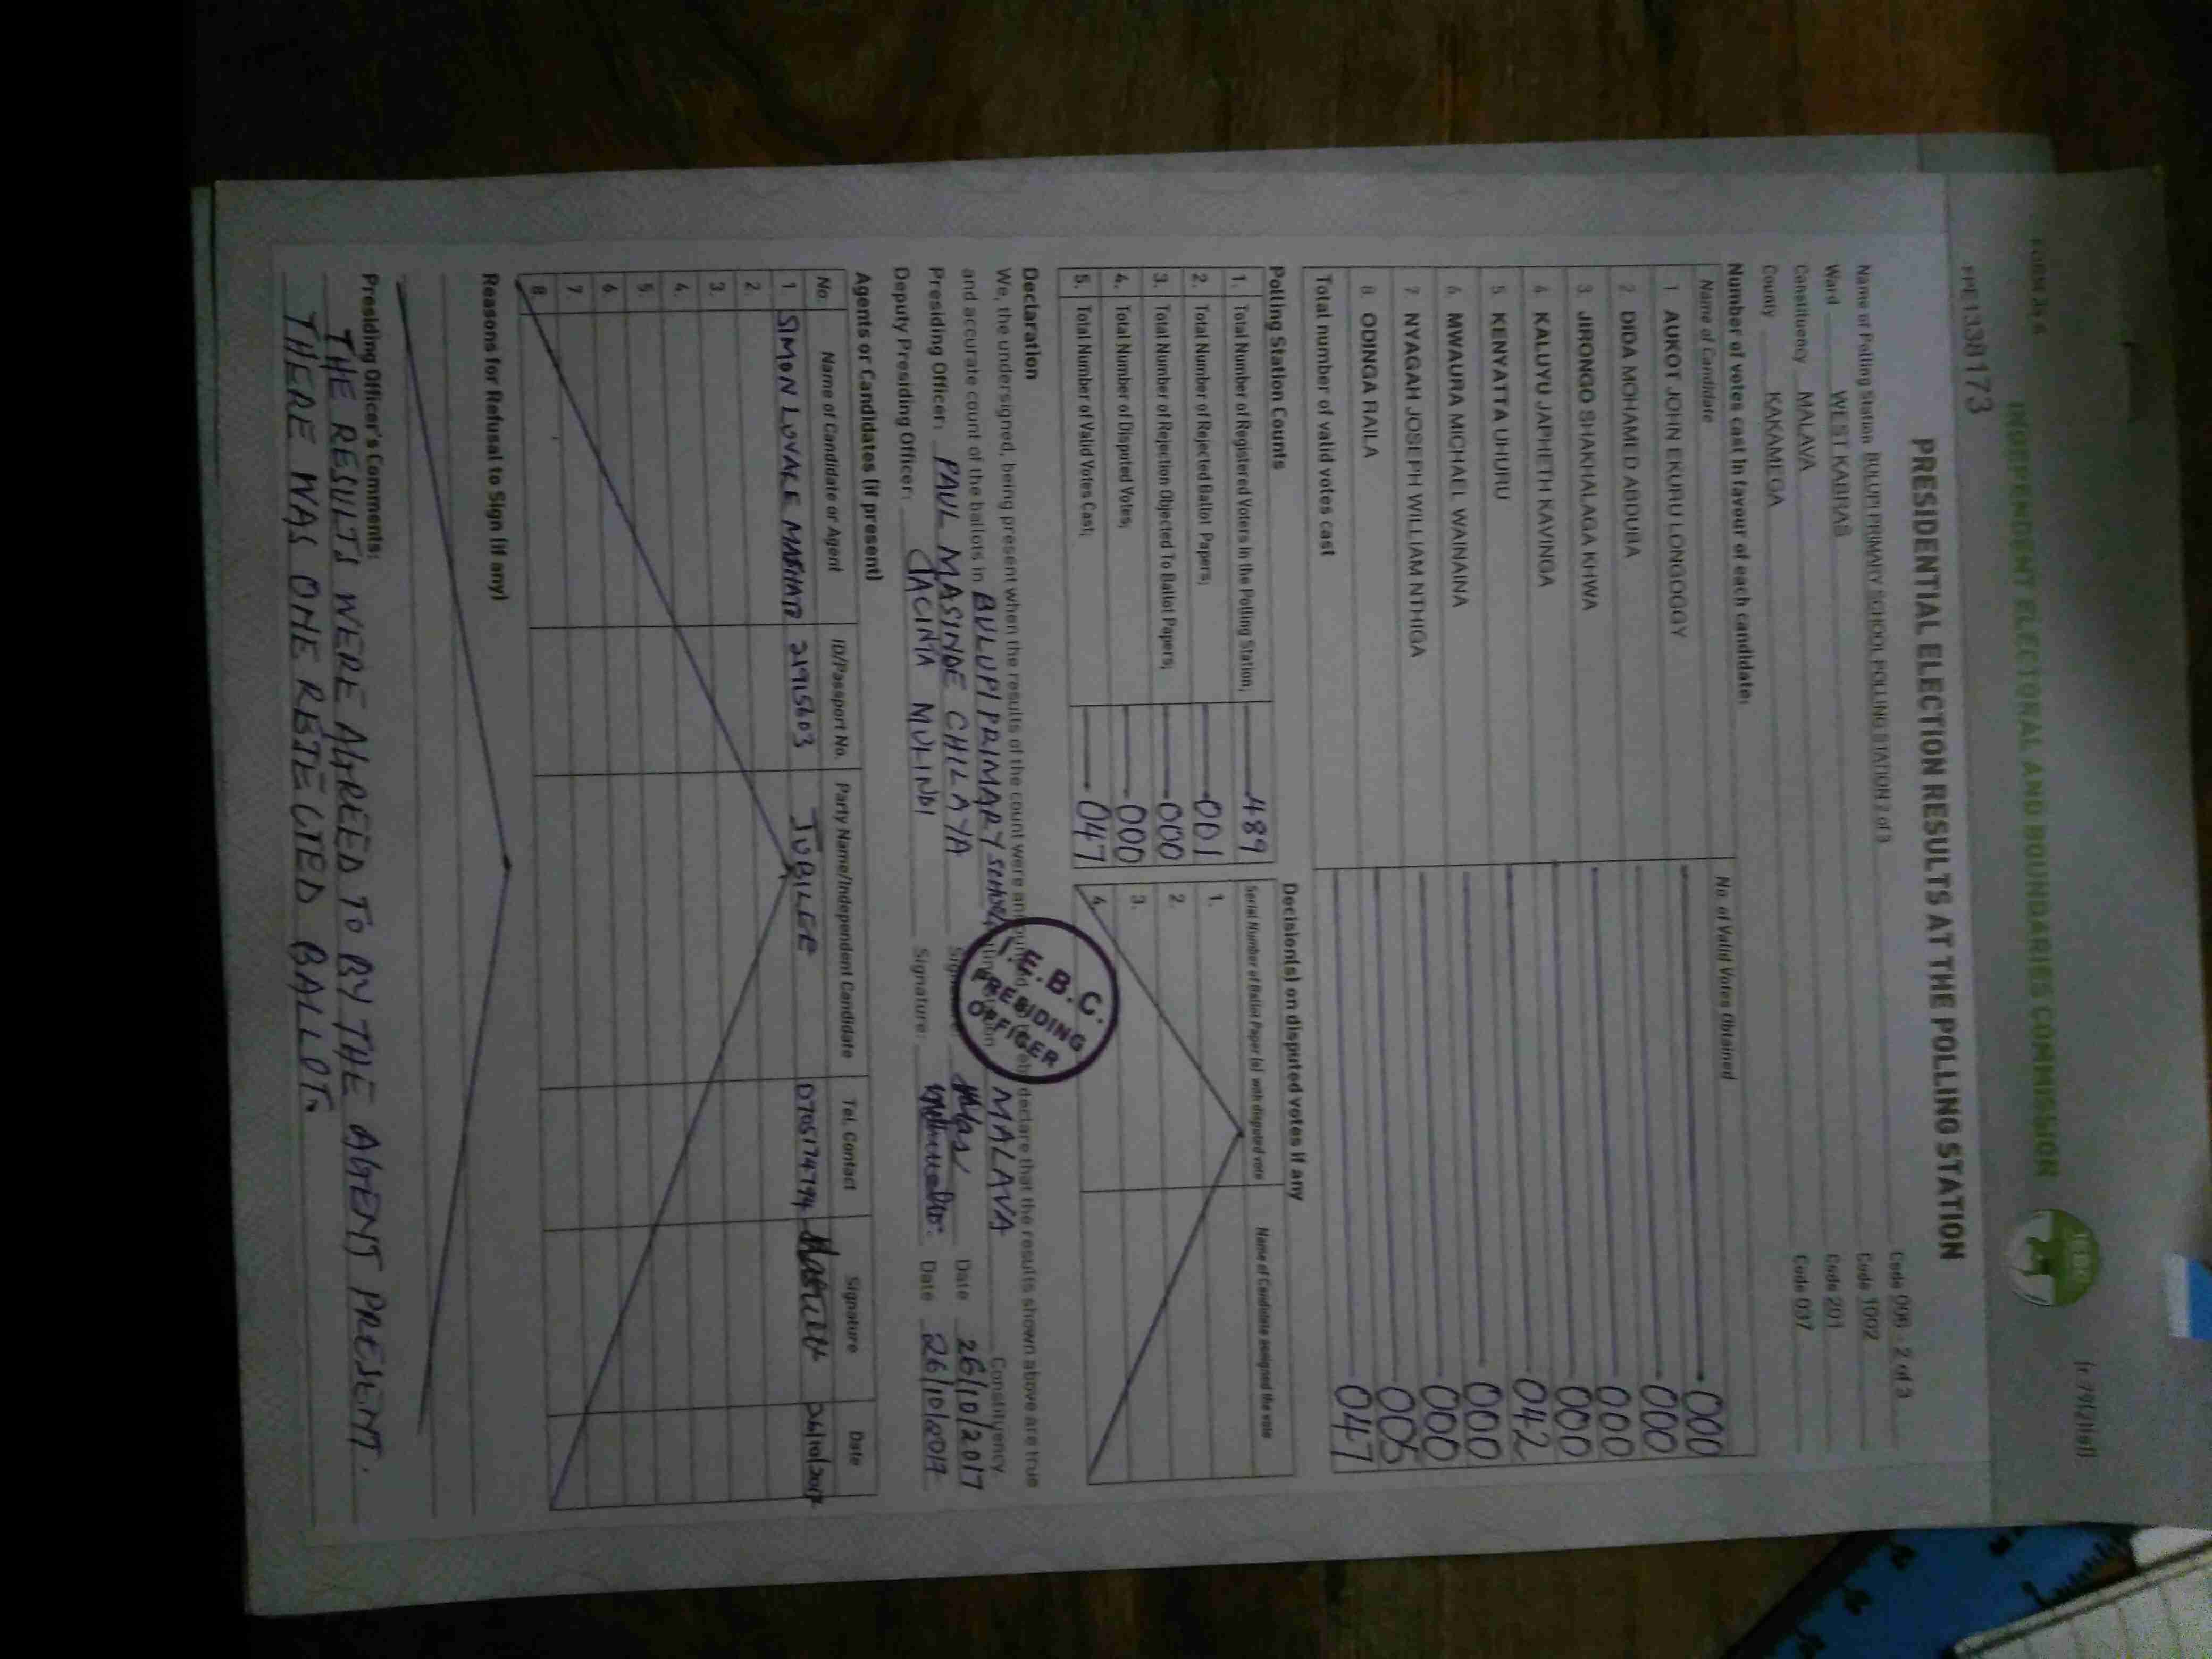 FORM 34 A
(r.79(2)(a))
INDEPENDENT ELECTORAL AND BOUNDARIES COMMISSION
IEBC
PRE1338173
PRESIDENTIAL ELECTION RESULTS AT THE POLLING STATION
Name of Polling Station BULUPI PRIMARY SCHOOL POLLING STATION 2 of 3 Code 006 - 2 of 3
Ward WEST KABRAS Code 1002
Constituency MALAVA Code 201
County KAKAMEGA Code 037
Number of votes cast in favour of each candidate:
Name of Candidate No. of Valid Votes Obtained
1. AUKOT JOHN EKURU LONGOGGY 000
2 DIDA MOHAMED ABDUBA 000
3 JIRONGO SHAKHALAGA KHWA 000
4 KALUYU JAPHETH KAVINGA 000
5 KENYATTA UHURU 042
6 MWAURA MICHAEL WAINAINA 000
7 NYAGAH JOSEPH WILLIAM NTHIGA 000
8 ODINGA RAILA 005
Total number of valid votes cast 047
Polling Station Counts
1. Total Number of Registered Voters in the Polling Station; 489
2. Total Number of Rejected Ballot Papers; 001
3. Total Number of Rejection Objected To Ballot Papers; 000
4. Total Number of Disputed Votes; 000
5. Total Number of Valid Votes Cast; 047
Decision(s) on disputed votes if any
Serial Number of Ballot Paper (s) with disputed vote Name of Candidate assigned the vote
1.
2.
3.
4.
Declaration
We, the undersigned, being present when the results of the count were announced, do hereby declare that the results shown above are true
and accurate count of the ballots in BULUPI PRIMARY SCHOOL Polling Station MALAVA Constituency
Presiding Officer: PAUL MASINDE CHILAYA Signature: Date 26/10/2017
Deputy Presiding Officer: JACINTA MULINDI Signature: Date 26/10/2017
I.E.B.C.
PRESIDING
OFFICER
Agents or Candidates (if present)
No. Name of Candidate or Agent ID/Passport No. Party Name/Independent Candidate Tel. Contact Signature Date
1. SIMON LUVALE 21915603 JUBILEE 0705174794 26/10/2017
2.
3.
4.
5.
6.
7.
8.
Reasons for Refusal to Sign (if any)
Presiding Officer's Comments:
THE RESULTS WERE AGREED TO BY THE AGENT PRESENT.
THERE WAS ONE REJECTED BALLOT.